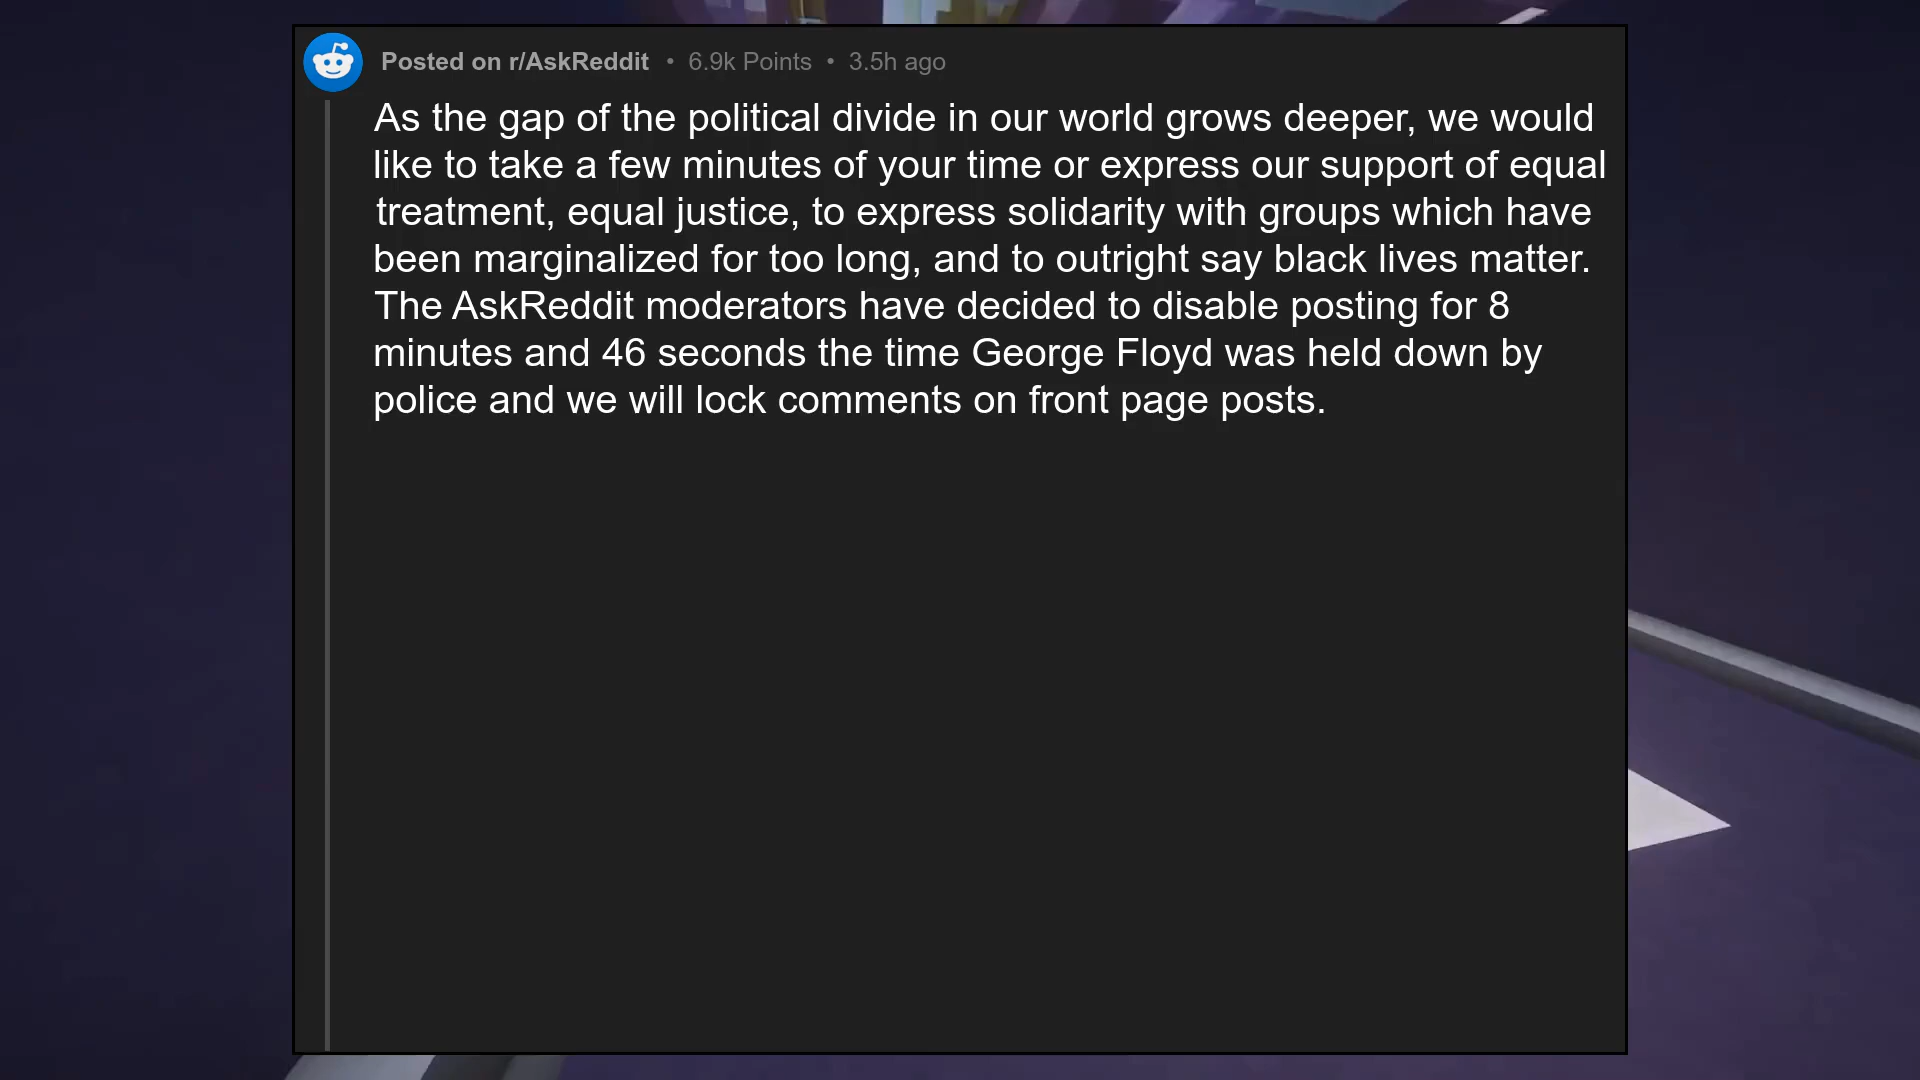 Posted on r/AskReddit • 6.9k Points • 3.5h ago
As the gap of the political divide in our world grows deeper, we would
like to take a few minutes of your time or express our support of equal
treatment, equal justice, to express solidarity with groups which have
been marginalized for too long, and to outright say black lives matter.
The AskReddit moderators have decided to disable posting for 8
minutes and 46 seconds the time George Floyd was held down by
police and we will lock comments on front page posts.